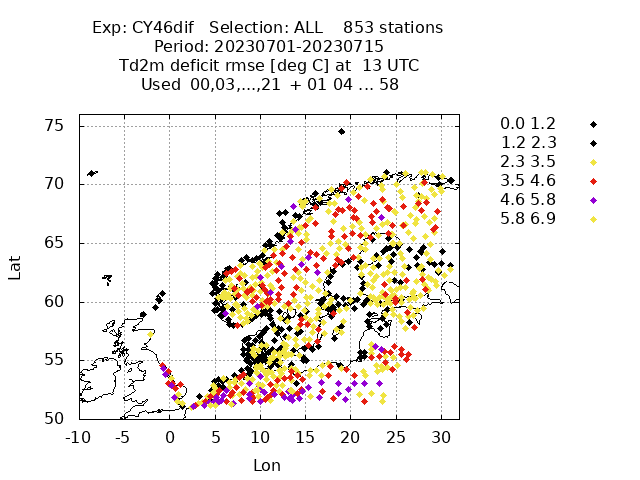 Exp: CY46dif   Selection: ALL    853 stations
Period: 20230701-20230715
Td2m deficit rmse [deg C] at  13 UTC
Used  00,03,...,21  + 01 04 ... 58
0.0 1.2
1.2 2.3
2.3 3.5
3.5 4.6
4.6 5.8
5.8 6.9
75
70
65
60
55
50
Lat
-10 -5 0 5 10 15 20 25 30
Lon